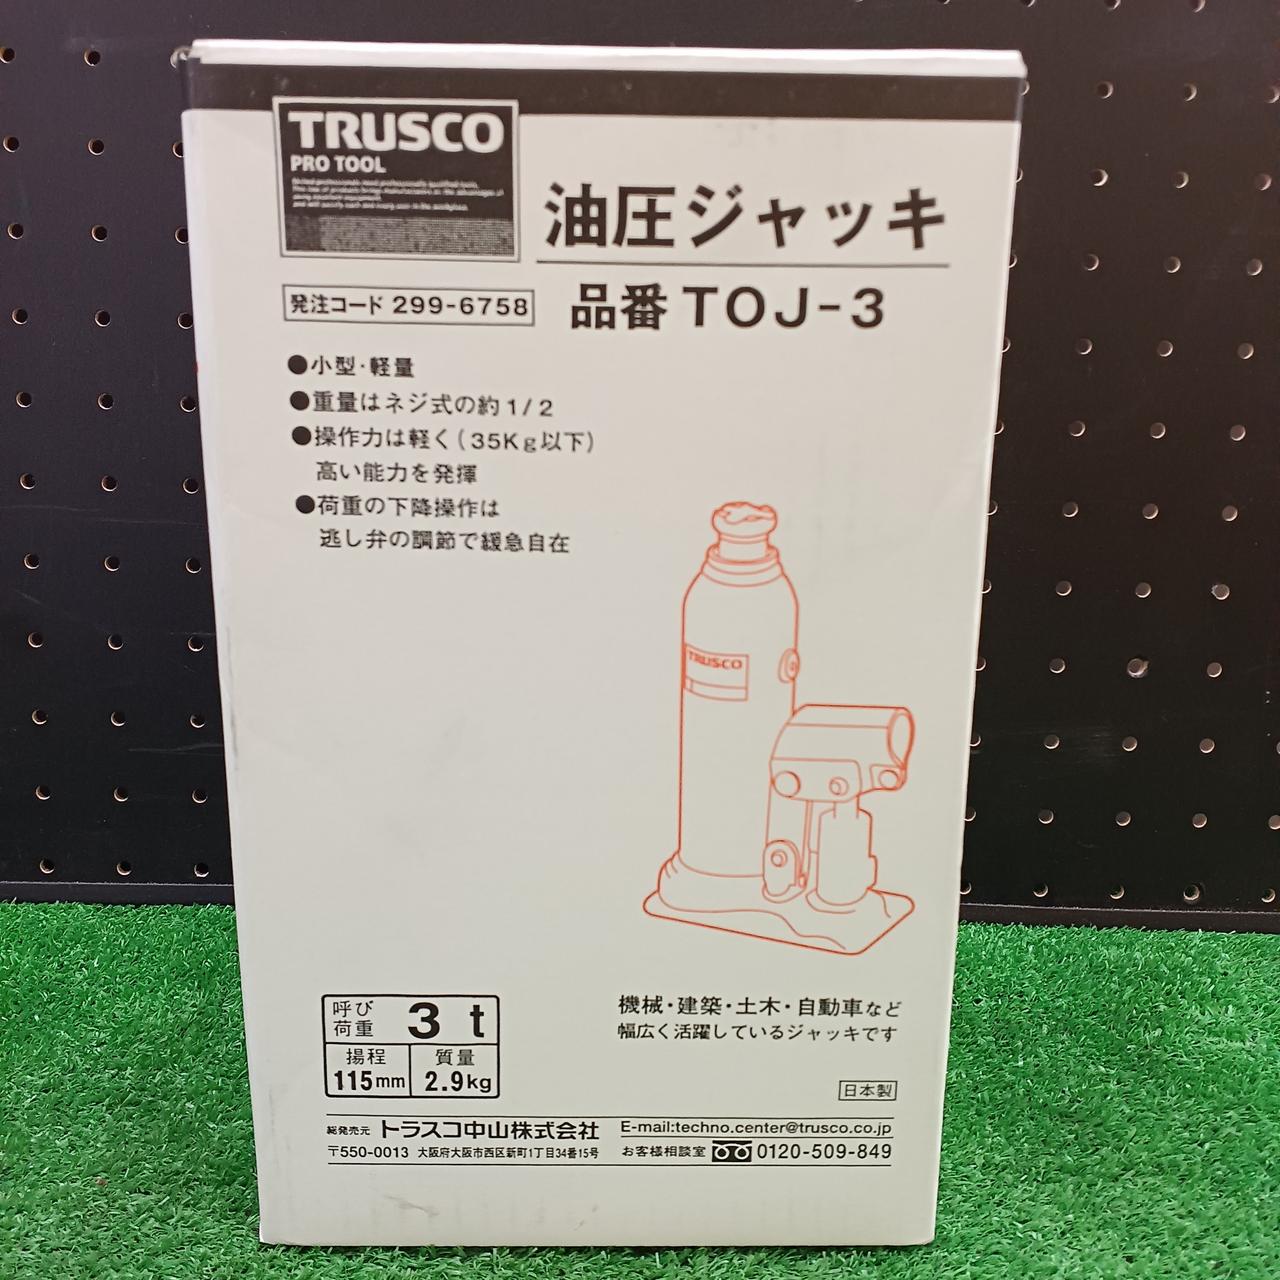 TRUSCO
PRO TOOL
油圧ジャッキ
発注コード 299-6758
品番 TOJ-3
●小型・軽量
●重量はネジ式の約1/2
●操作力は軽く(35Kg以下)
高い能力を発揮
●荷重の下降操作は
逃し弁の調節で緩急自在
TRUSCO
呼び荷重 3 t
揚程 質量
115mm 2.9kg
機械・建築・土木・自動車など
幅広く活躍しているジャッキです
日本製
総発売元 トラスコ中山株式会社
〒550-0013 大阪府大阪市西区新町1丁目34番15号
E-mail:techno.center@trusco.co.jp
お客様相談室 0120-509-849